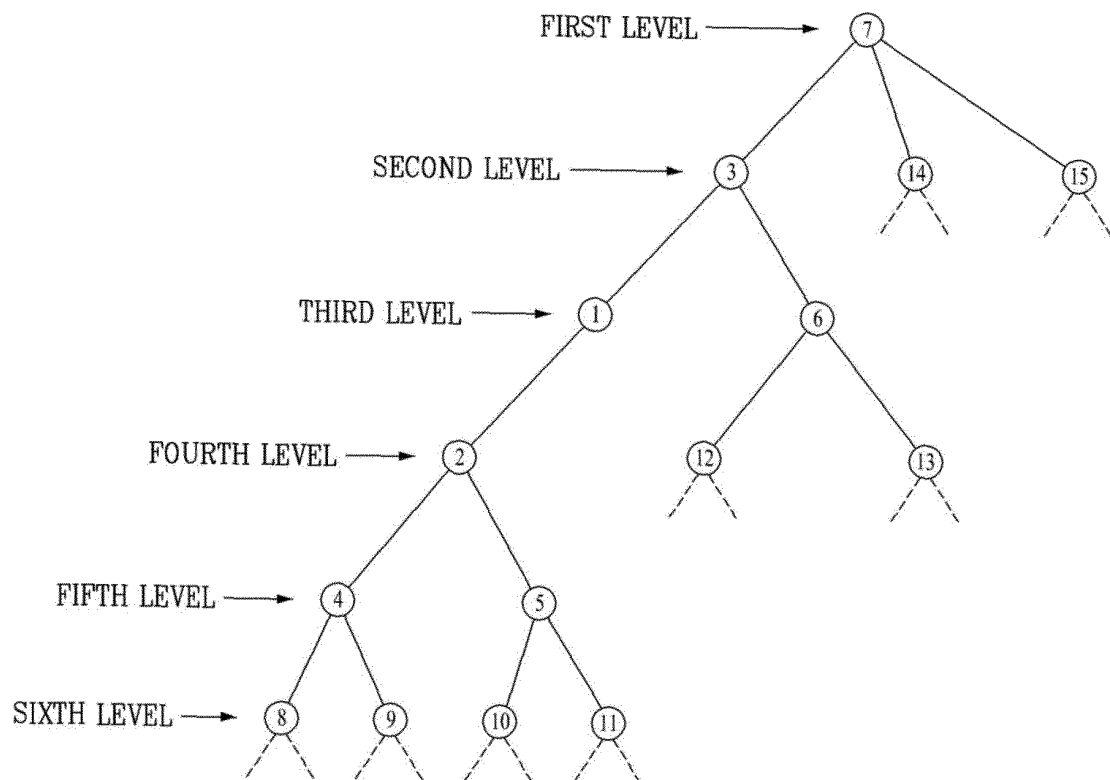 FIRST LEVEL 7
SECOND LEVEL 3 14 15
THIRD LEVEL 1 6
FOURTH LEVEL 2 12 13
FIFTH LEVEL 4 5
SIXTH LEVEL 8 9 10 11